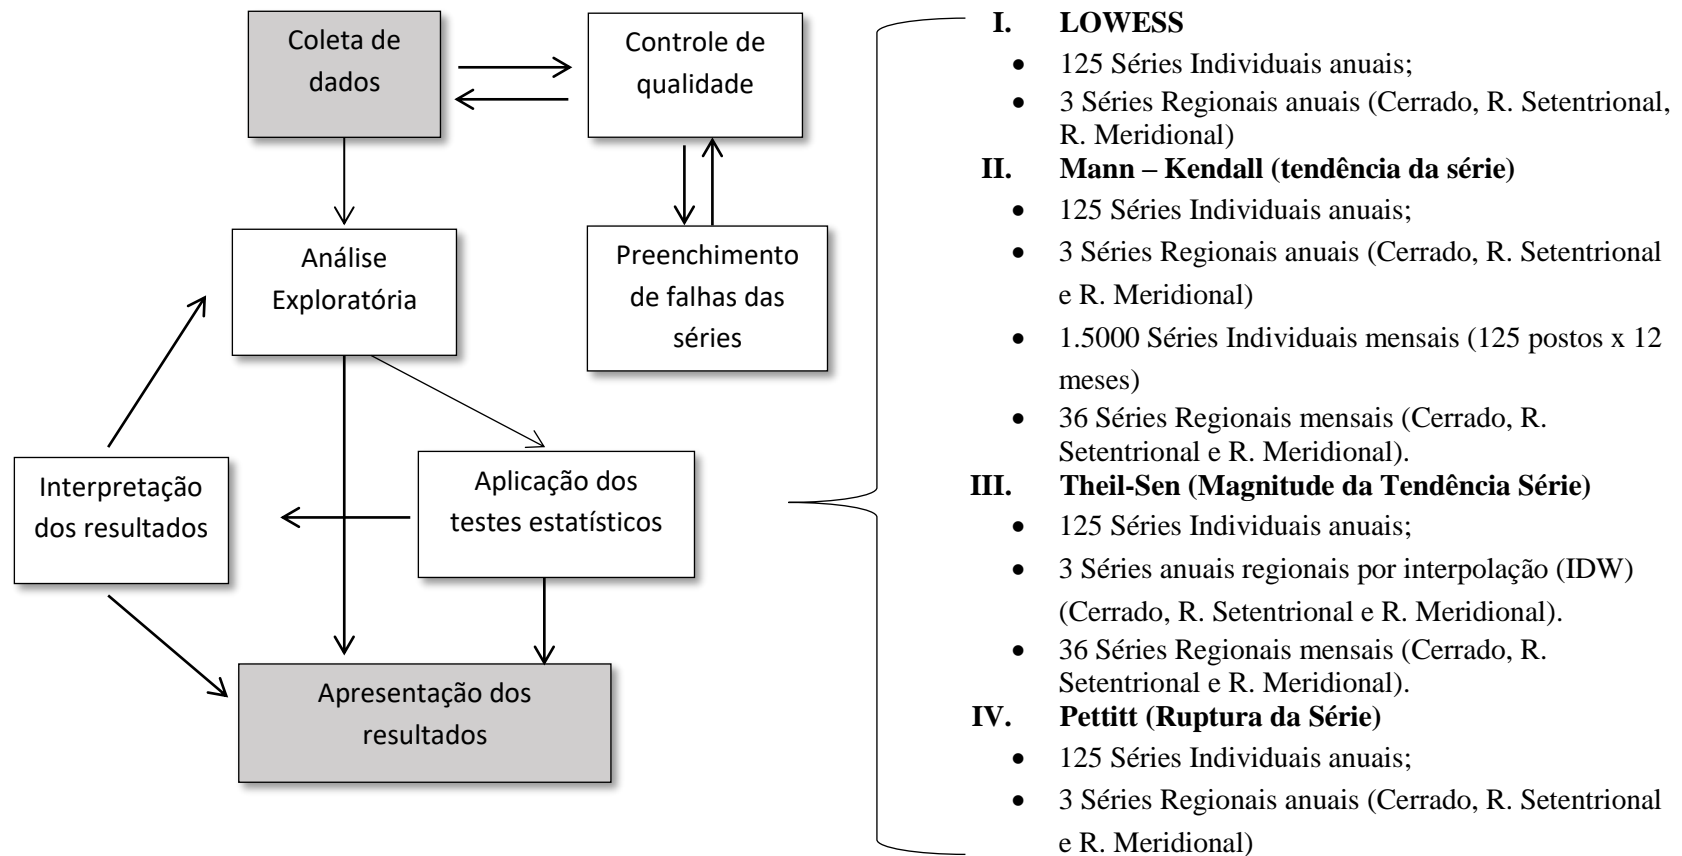 Coleta de
dados
Controle de
qualidade
Análise
Exploratória
Preenchimento
de falhas das
séries
Interpretação
dos resultados
Aplicação dos
testes estatísticos
Apresentação dos
resultados
I. LOWESS
• 125 Séries Individuais anuais;
• 3 Séries Regionais anuais (Cerrado, R. Setentrional,
R. Meridional)
II. Mann – Kendall (tendência da série)
• 125 Séries Individuais anuais;
• 3 Séries Regionais anuais (Cerrado, R. Setentrional
e R. Meridional)
• 1.5000 Séries Individuais mensais (125 postos x 12
meses)
• 36 Séries Regionais mensais (Cerrado, R.
Setentrional e R. Meridional).
III. Theil-Sen (Magnitude da Tendência Série)
• 125 Séries Individuais anuais;
• 3 Séries anuais regionais por interpolação (IDW)
(Cerrado, R. Setentrional e R. Meridional).
• 36 Séries Regionais mensais (Cerrado, R.
Setentrional e R. Meridional).
IV. Pettitt (Ruptura da Série)
• 125 Séries Individuais anuais;
• 3 Séries Regionais anuais (Cerrado, R. Setentrional
e R. Meridional)